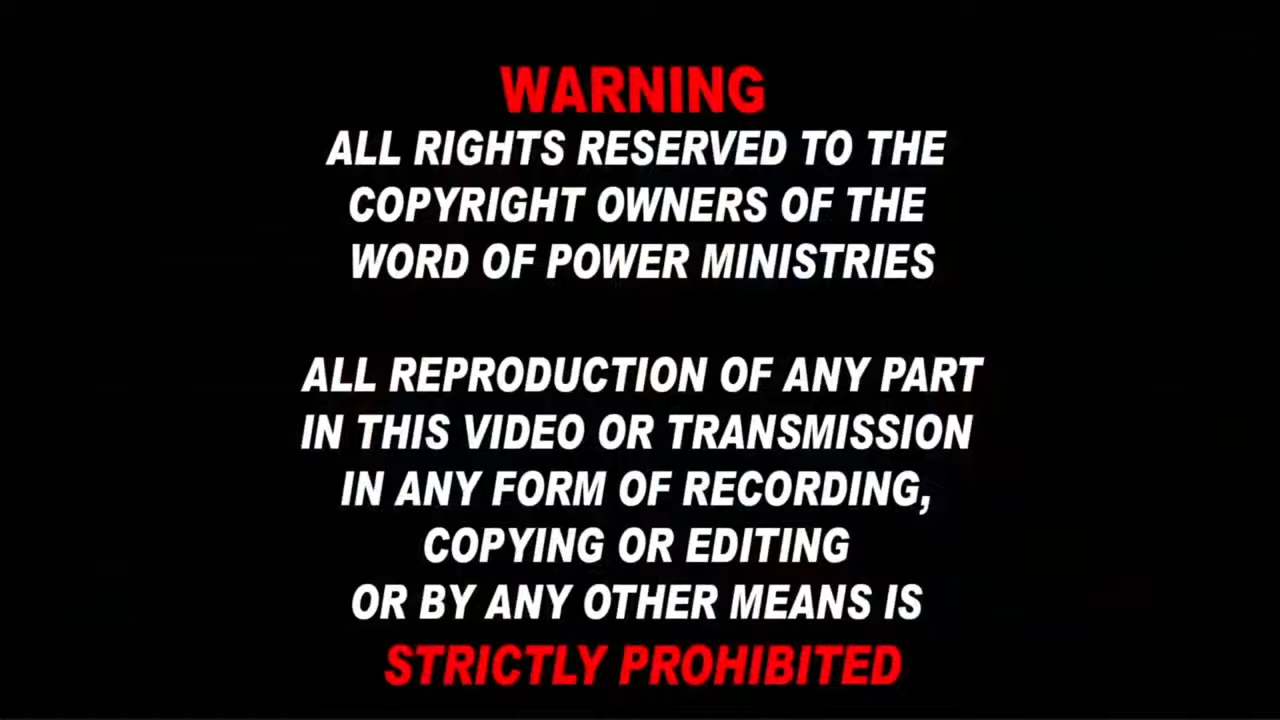 WARNING
ALL RIGHTS RESERVED TO THE
COPYRIGHT OWNERS OF THE
WORD OF POWER MINISTRIES
ALL REPRODUCTION OF ANY PART
IN THIS VIDEO OR TRANSMISSION
IN ANY FORM OF RECORDING,
COPYING OR EDITING
OR BY ANY OTHER MEANS IS
STRICTLY PROHIBITED